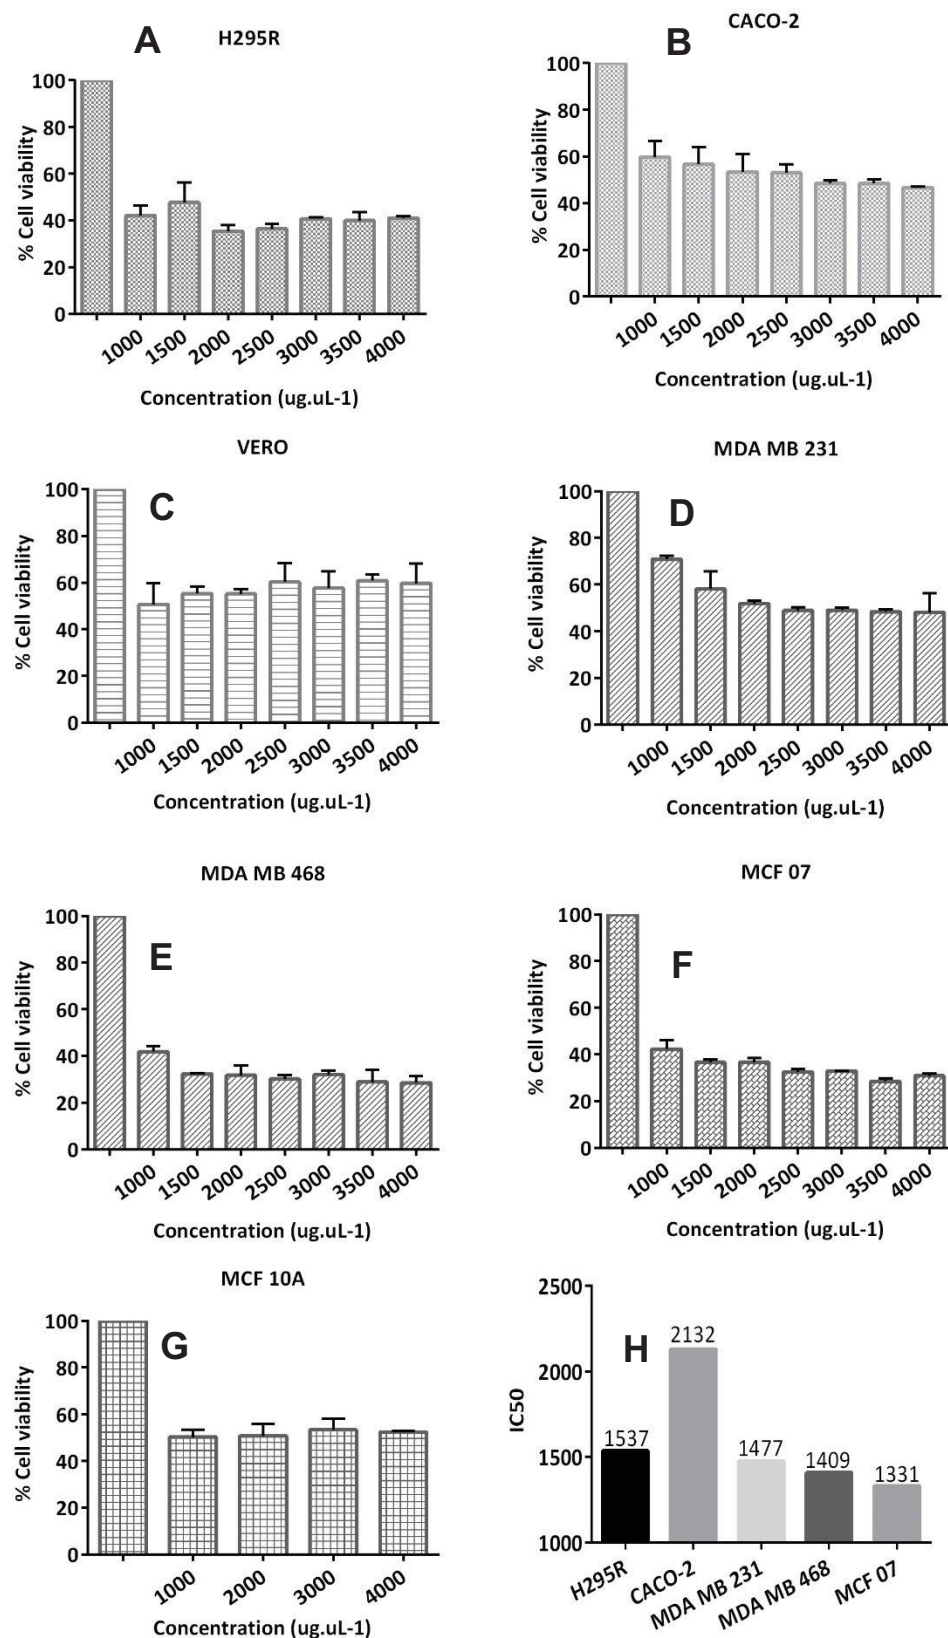 A
H295R
% Cell viability
100
80
60
40
20
0
1000 1500 2000 2500 3000 3500 4000
Concentration (ug.uL-1)
B
CACO-2
% Cell viability
100
80
60
40
20
0
1000 1500 2000 2500 3000 3500 4000
Concentration (ug.uL-1)
C
VERO
% Cell viability
100
80
60
40
20
0
1000 1500 2000 2500 3000 3500 4000
Concentration (ug.uL-1)
D
MDA MB 231
% Cell viability
100
80
60
40
20
0
1000 1500 2000 2500 3000 3500 4000
Concentration (ug.uL-1)
E
MDA MB 468
% Cell viability
100
80
60
40
20
0
1000 1500 2000 2500 3000 3500 4000
Concentration (ug.uL-1)
F
MCF 07
% Cell viability
100
80
60
40
20
0
1000 1500 2000 2500 3000 3500 4000
Concentration (ug.uL-1)
G
MCF 10A
% Cell viability
100
80
60
40
20
0
1000 2000 3000 4000
Concentration (ug.uL-1)
H
IC50
2500
2000
1500
1000
1537 2132 1477 1409 1331
H295R CACO-2 MDA MB 231 MDA MB 468 MCF 07